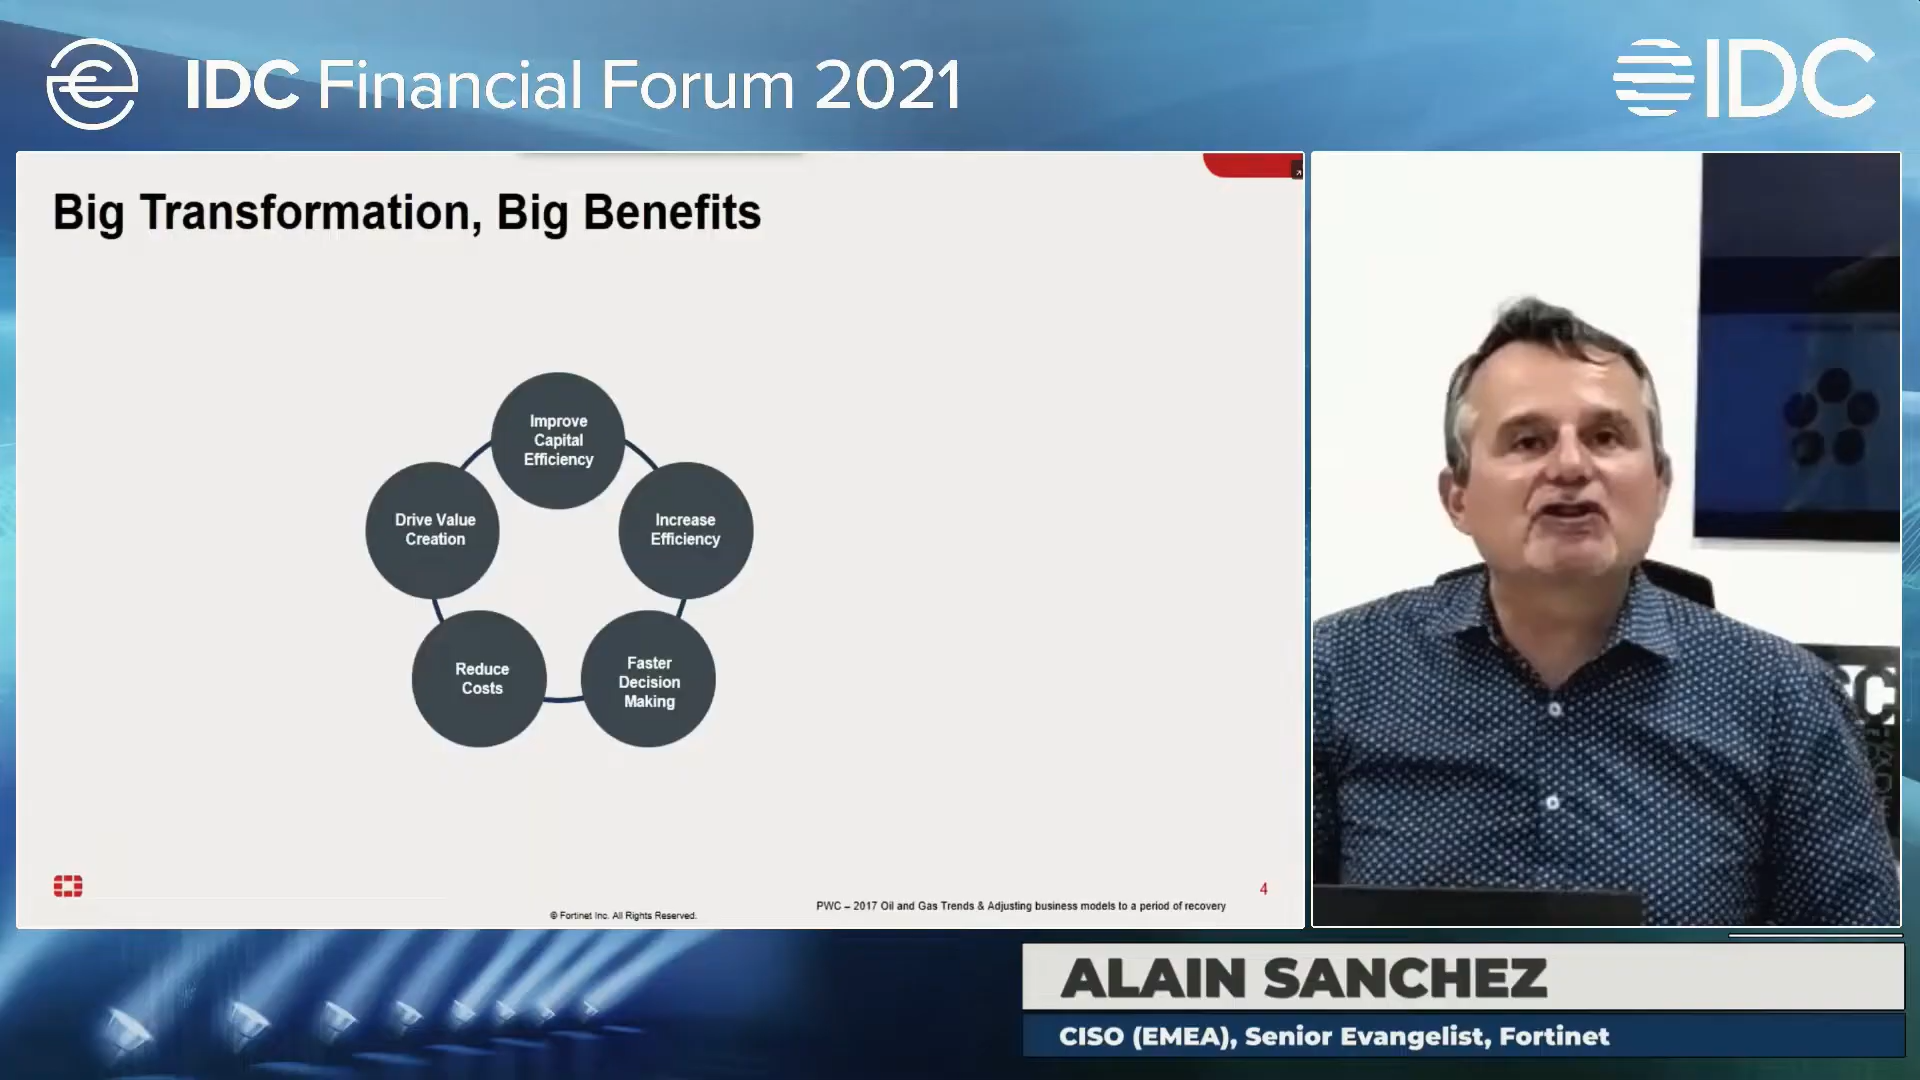 IDC Financial Forum 2021
IDC
Big Transformation, Big Benefits
Improve
Capital
Efficiency
Drive Value
Creation
Increase
Efficiency
Reduce
Costs
Faster
Decision
Making
4
PWC – 2017 Oil and Gas Trends & Adjusting business models to a period of recovery
© Fortinet Inc. All Rights Reserved.
ALAIN SANCHEZ
CISO (EMEA), Senior Evangelist, Fortinet